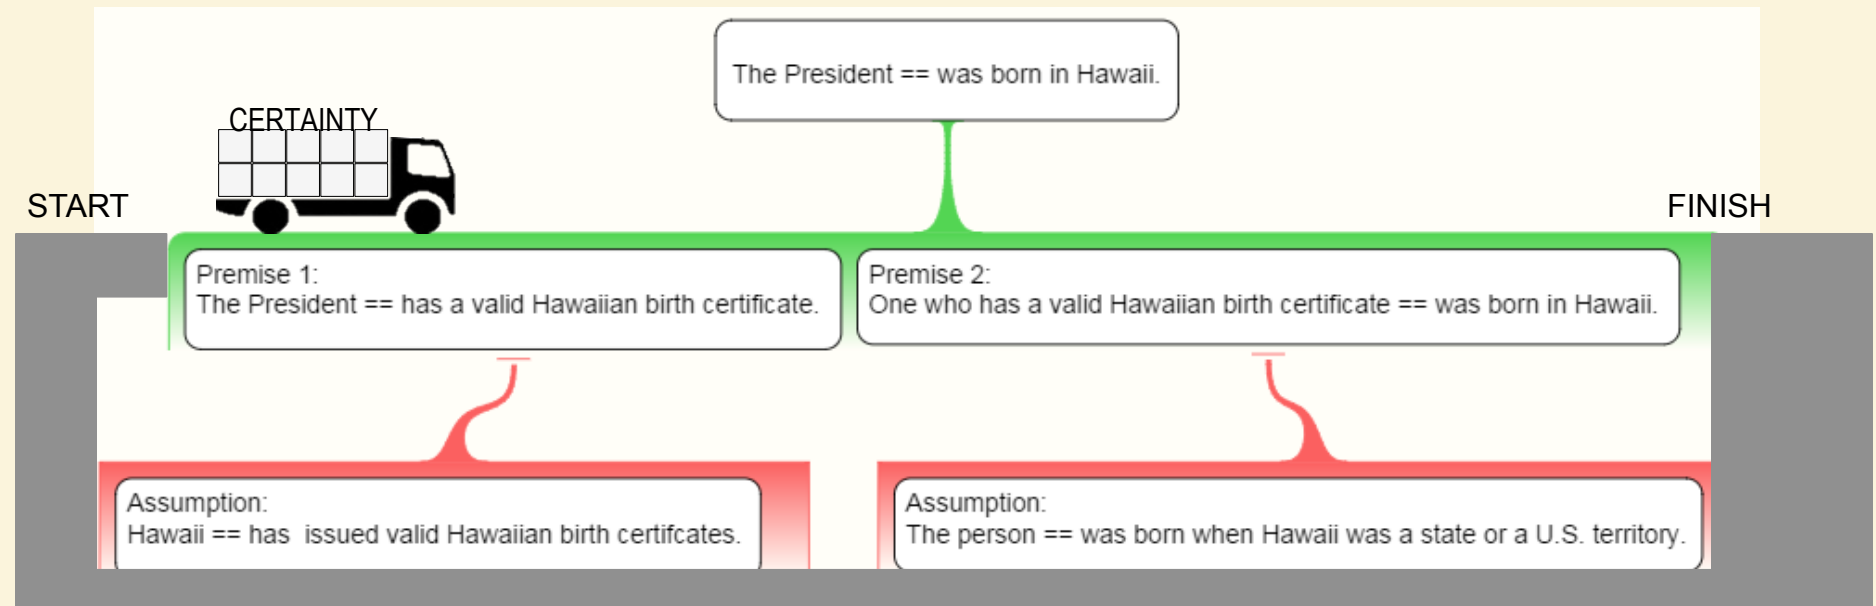 The President == was born in Hawaii.
CERTAINTY
START
FINISH
Premise 1:
The President == has a valid Hawaiian birth certificate.
Premise 2:
One who has a valid Hawaiian birth certificate == was born in Hawaii.
Assumption:
Hawaii == has  issued valid Hawaiian birth certifcates.
Assumption:
The person == was born when Hawaii was a state or a U.S. territory.